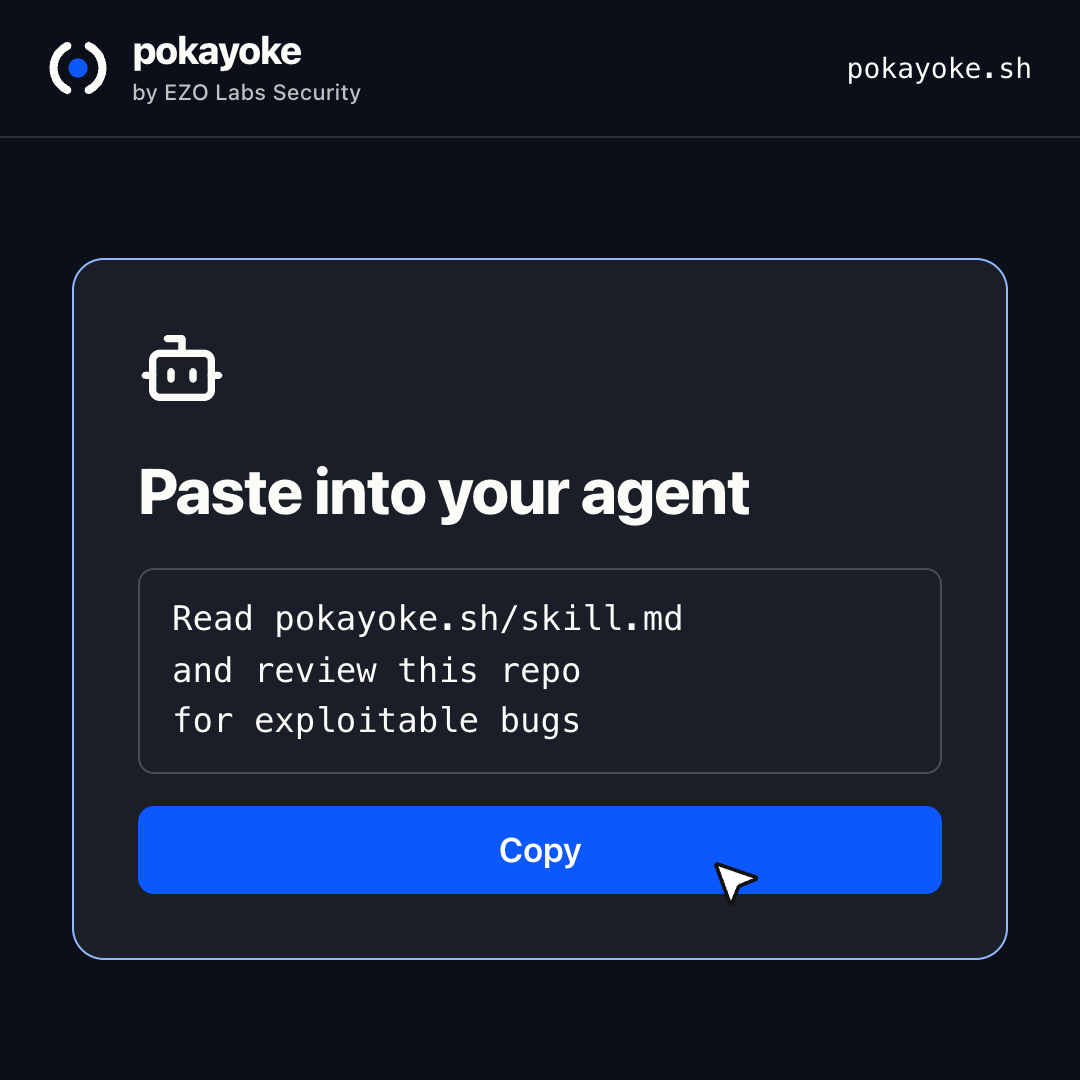 pokayoke
by EZO Labs Security
pokayoke.sh
Paste into your agent
Read pokayoke.sh/skill.md
and review this repo
for exploitable bugs
Copy